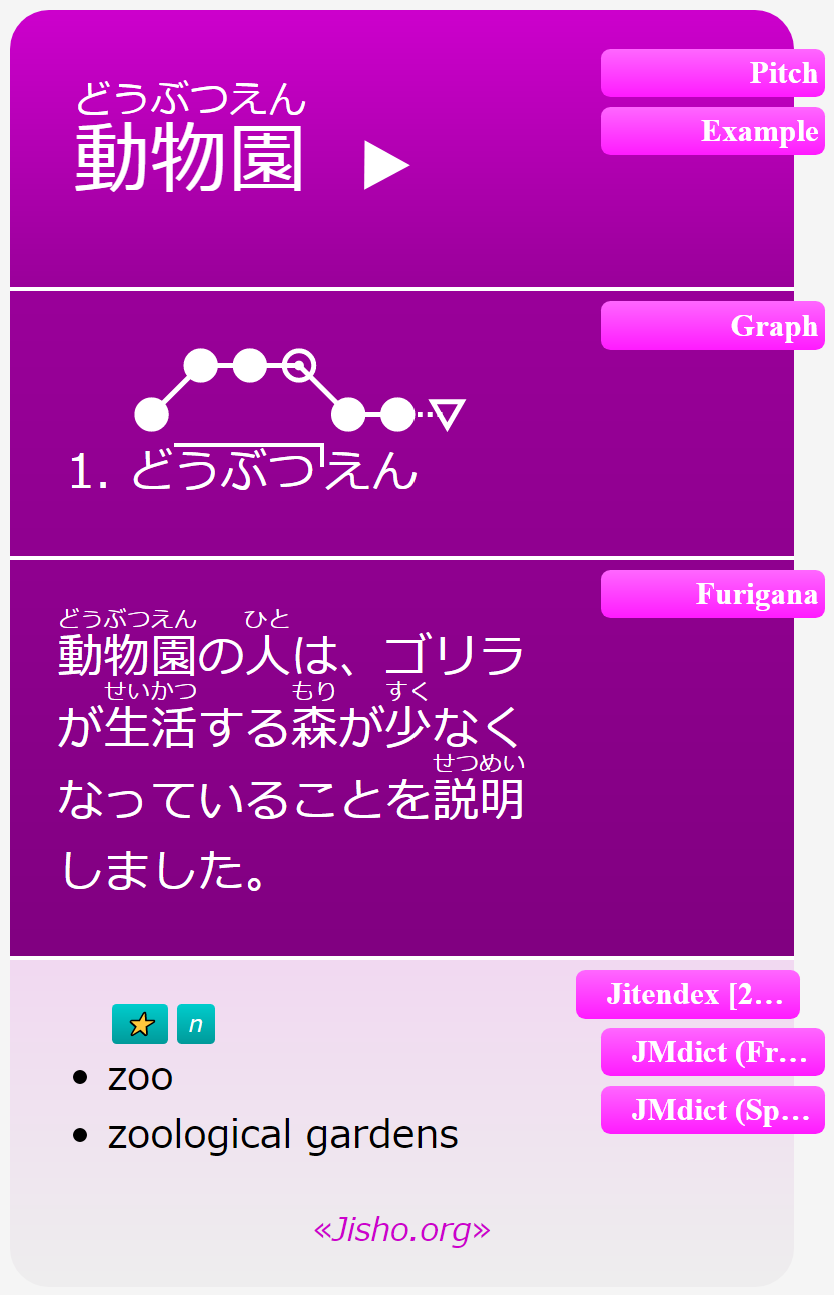 どうぶつえん
動物園
Pitch
Example
Graph
1. どうぶつえん
Furigana
どうぶつえん ひと
動物園の人は、ゴリラ
せいかつ もり すく
が生活する森が少なく
せつめい
なっていることを説明
しました。
Jitendex [2…
JMdict (Fr…
JMdict (Sp…
n
• zoo
• zoological gardens
«Jisho.org»